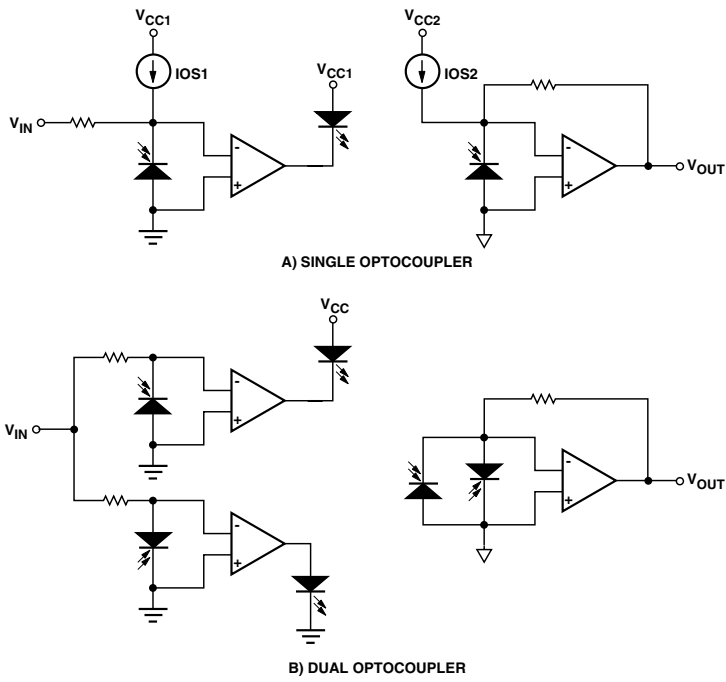 VCC1
IOS1
VCC1
VIN
-
+
VCC2
IOS2
-
+
VOUT
A) SINGLE OPTOCOUPLER
VCC
VIN
-
+
-
+
-
+
VOUT
B) DUAL OPTOCOUPLER